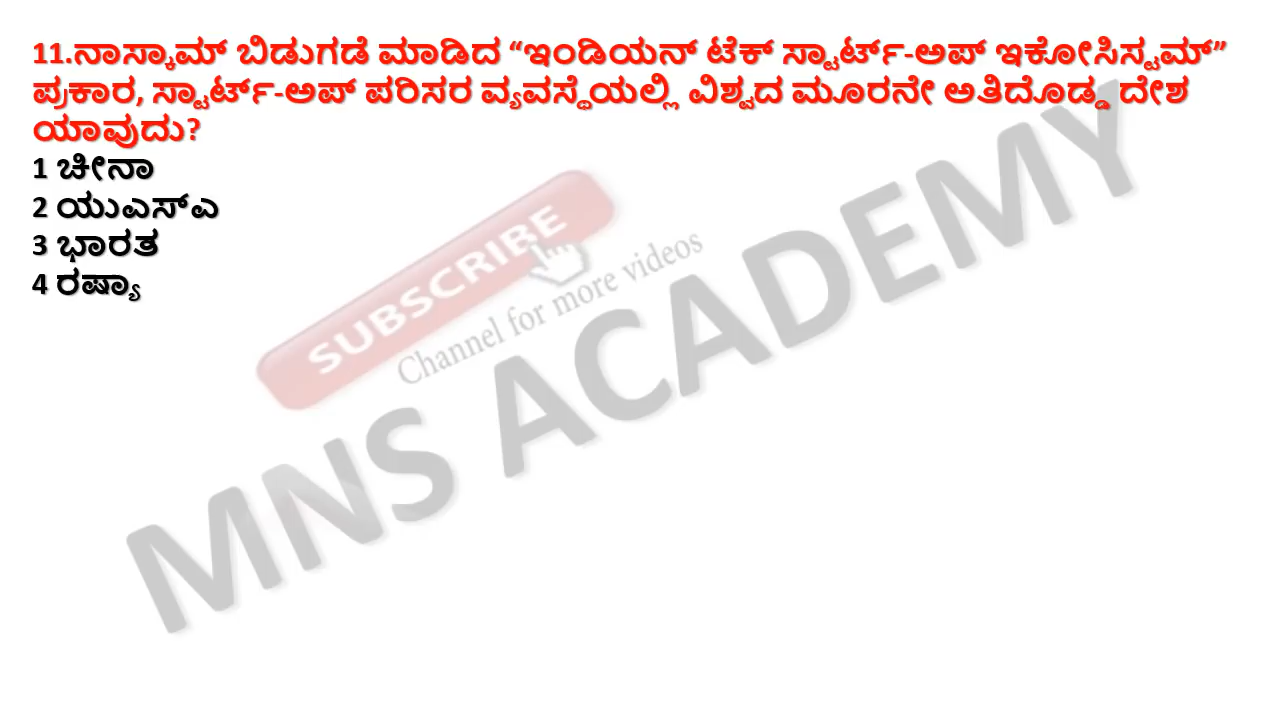 11.ನಾಸ್ಕಾಮ್ ಬಿಡುಗಡೆ ಮಾಡಿದ “ಇಂಡಿಯನ್ ಟೆಕ್ ಸ್ಟಾರ್ಟ್-ಅಪ್ ಇಕೋಸಿಸ್ಟಮ್”
ಪ್ರಕಾರ, ಸ್ಟಾರ್ಟ್-ಅಪ್ ಪರಿಸರ ವ್ಯವಸ್ಥೆಯಲ್ಲಿ ವಿಶ್ವದ ಮೂರನೇ ಅತಿದೊಡ್ಡ ದೇಶ
ಯಾವುದು?
1 ಚೀನಾ
2 ಯುಎಸ್ಎ
3 ಭಾರತ
4 ರಷ್ಯಾ
SUBSCRIBE
Channel for more videos
MNS ACADEMY